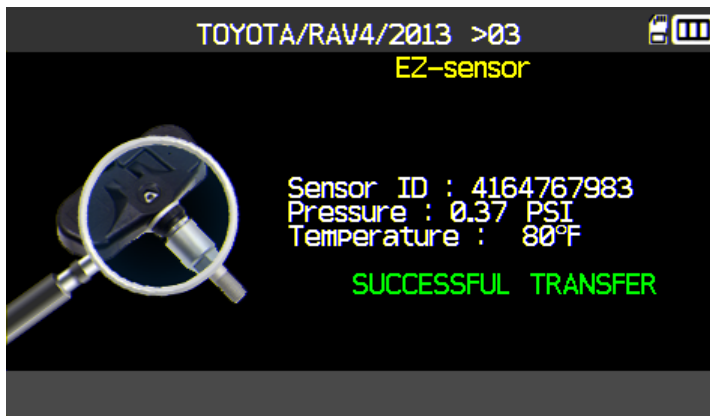 TOYOTA/RAV4/2013 >03
EZ-sensor
Sensor ID : 4164767983
Pressure : 0.37 PSI
Temperature : 80°F
SUCCESSFUL TRANSFER